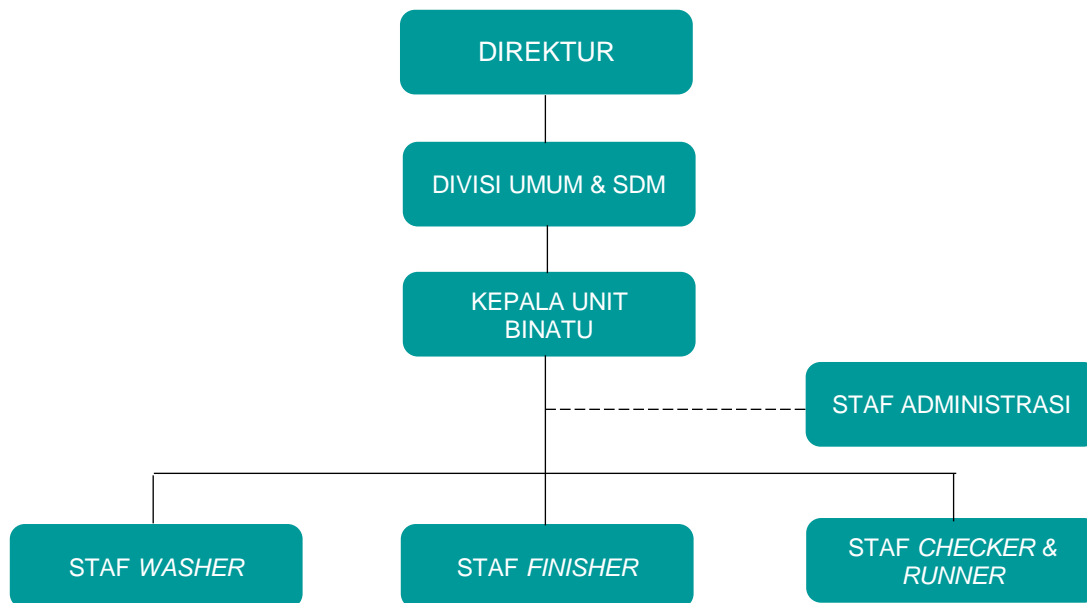 DIREKTUR
DIVISI UMUM & SDM
KEPALA UNIT
BINATU
STAF ADMINISTRASI
STAF WASHER
STAF FINISHER
STAF CHECKER &
RUNNER